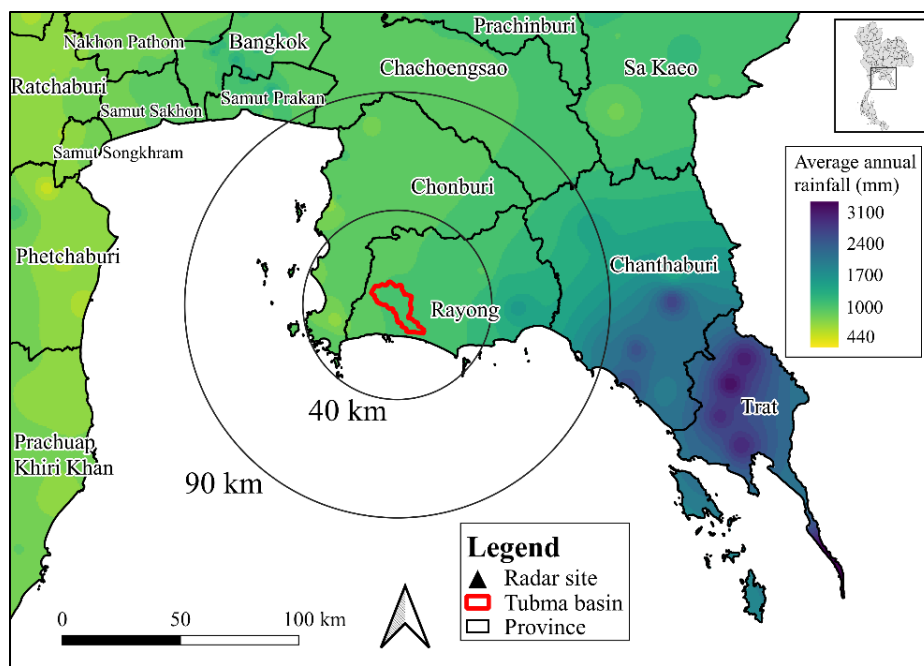 Nakhon Pathom
Bangkok
Prachinburi
Ratchaburi
Chachoengsao
Sa Kaeo
Samut Sakhon
Samut Prakan
Samut Songkhram
Chonburi
Phetchaburi
Rayong
Chanthaburi
Trat
Prachuap
Khiri Khan
40 km
90 km
Average annual
rainfall (mm)
3100
2400
1700
1000
440
Legend
Radar site
Tubma basin
Province
0 50 100 km